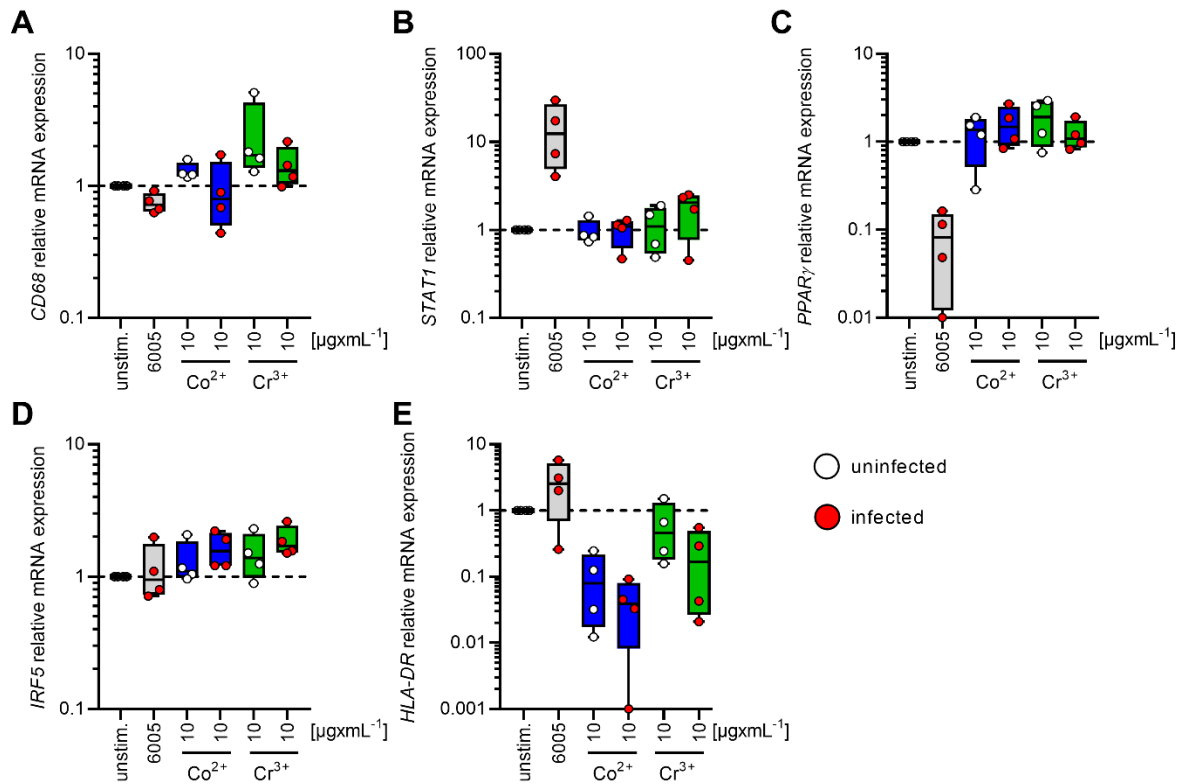 A
CD68 relative mRNA expression
10
1
0.1
unstim.
6005
10
10
10
10
[µgxmL-1]
Co2+
Cr3+
B
STAT1 relative mRNA expression
100
10
1
0.1
unstim.
6005
10
10
10
10
[µgxmL-1]
Co2+
Cr3+
C
PPARγ relative mRNA expression
10
1
0.1
0.01
unstim.
6005
10
10
10
10
[µgxmL-1]
Co2+
Cr3+
D
IRF5 relative mRNA expression
10
1
0.1
unstim.
6005
10
10
10
10
[µgxmL-1]
Co2+
Cr3+
E
HLA-DR relative mRNA expression
10
1
0.1
0.01
0.001
unstim.
6005
10
10
10
10
[µgxmL-1]
Co2+
Cr3+
uninfected
infected